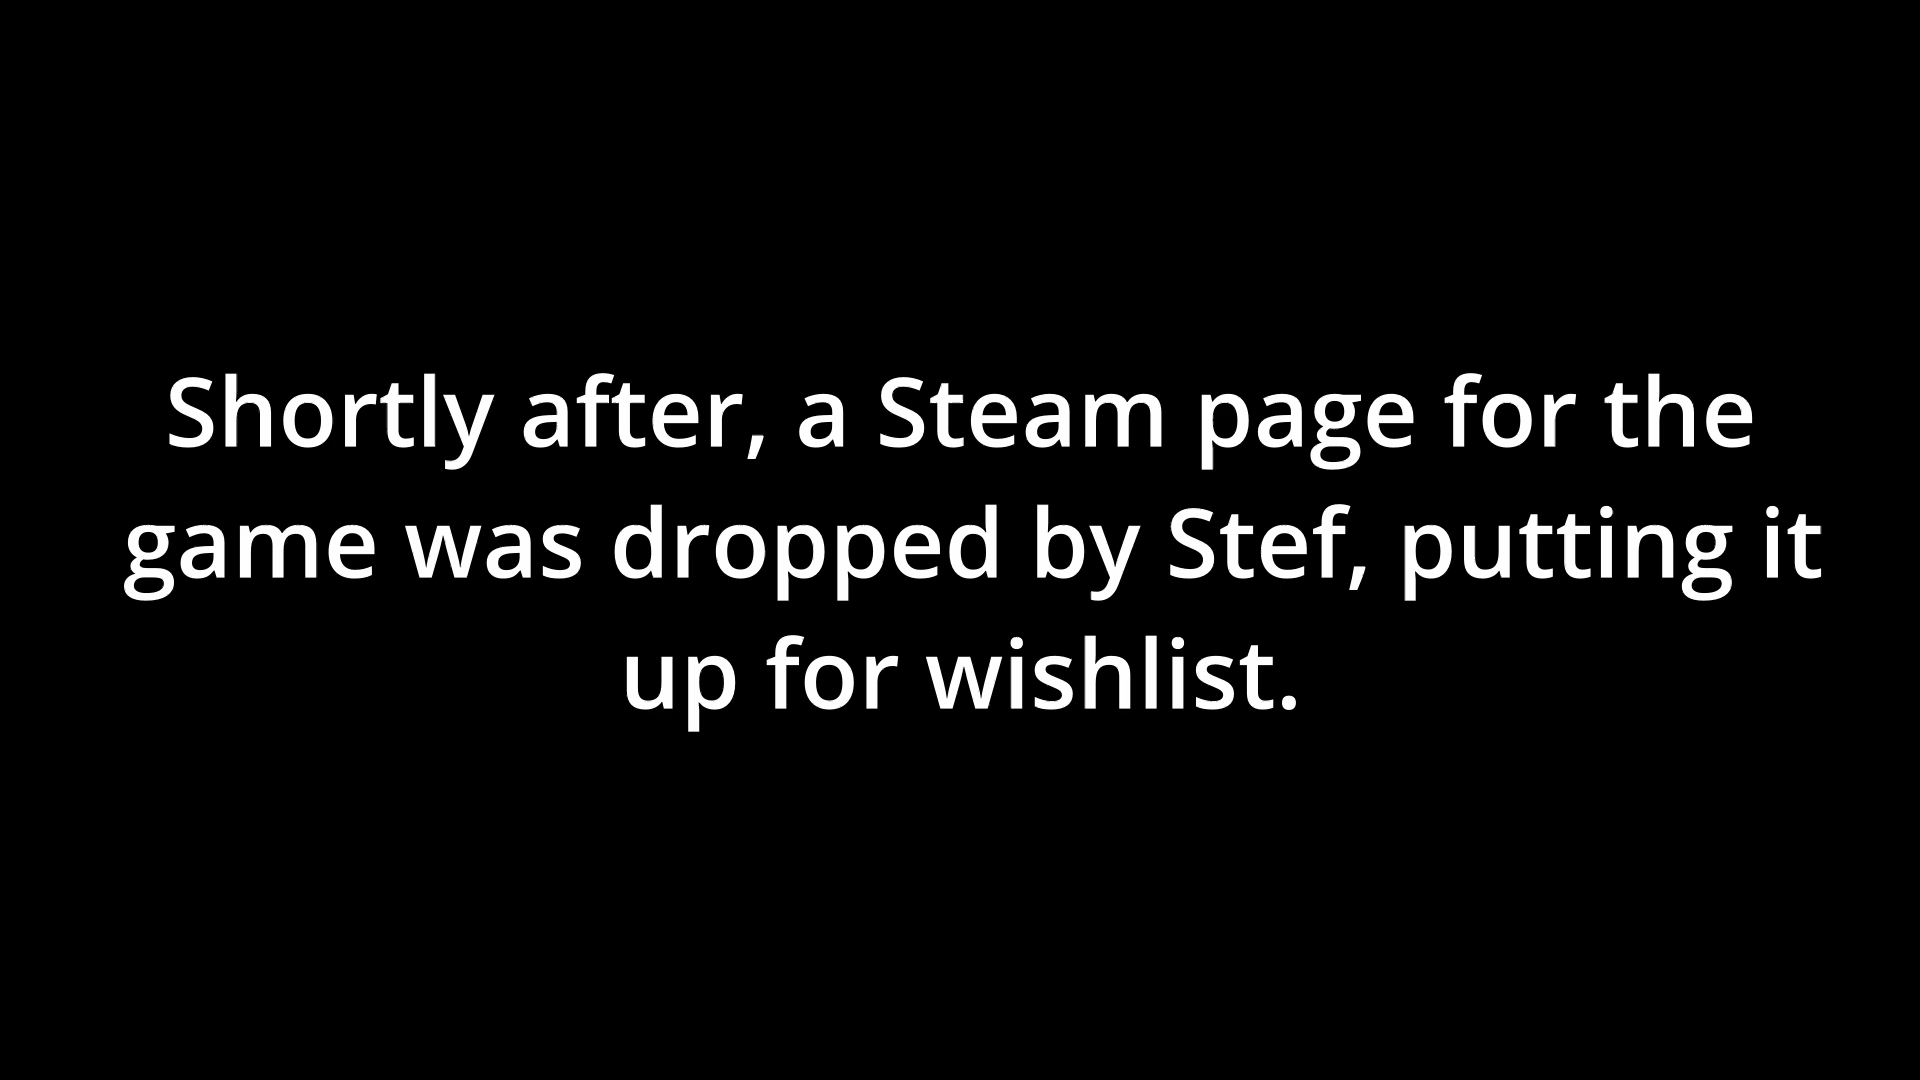 Shortly after, a Steam page for the
game was dropped by Stef, putting it
up for wishlist.